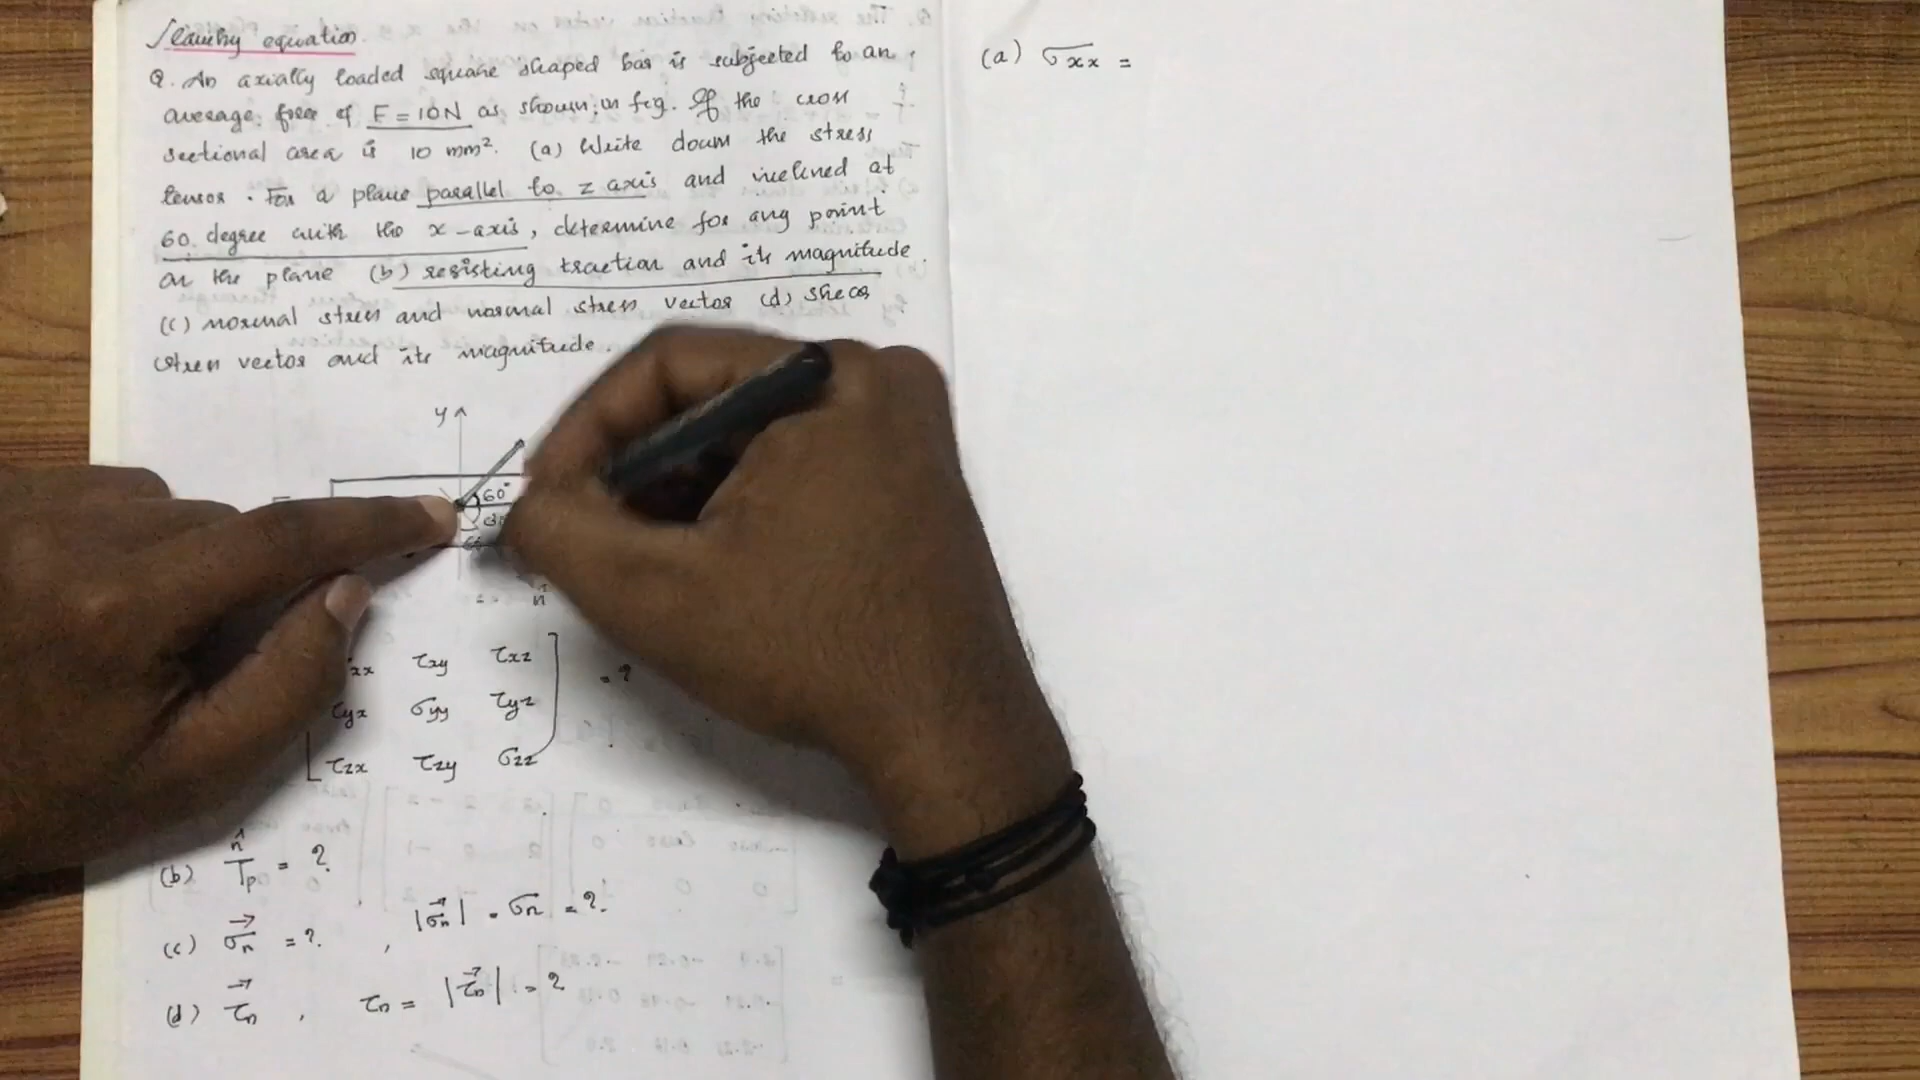 Q. An axially loaded square shaped bar is subjected to an
average force of F = 10N as shown in fig. If the cross
sectional area is 10 mm². (a) Write down the stress
tensor. For a plane parallel to z axis and inclined at
60 degree with the x-axis, determine for any point
on the plane (b) resisting traction and its magnitude
(c) normal stress and normal stress vector (d) shear
stress vector and its magnitude.
y
60°
n̂
xx τxy τxz
τyx σyy τyz = ?
τzx τzy σzz
(b) n̂ Tp = ?
(c) σn⃗ = ? , |σn⃗| = σn = ?
(d) τn⃗ , τn = |τn⃗| = ?
(a) σxx =